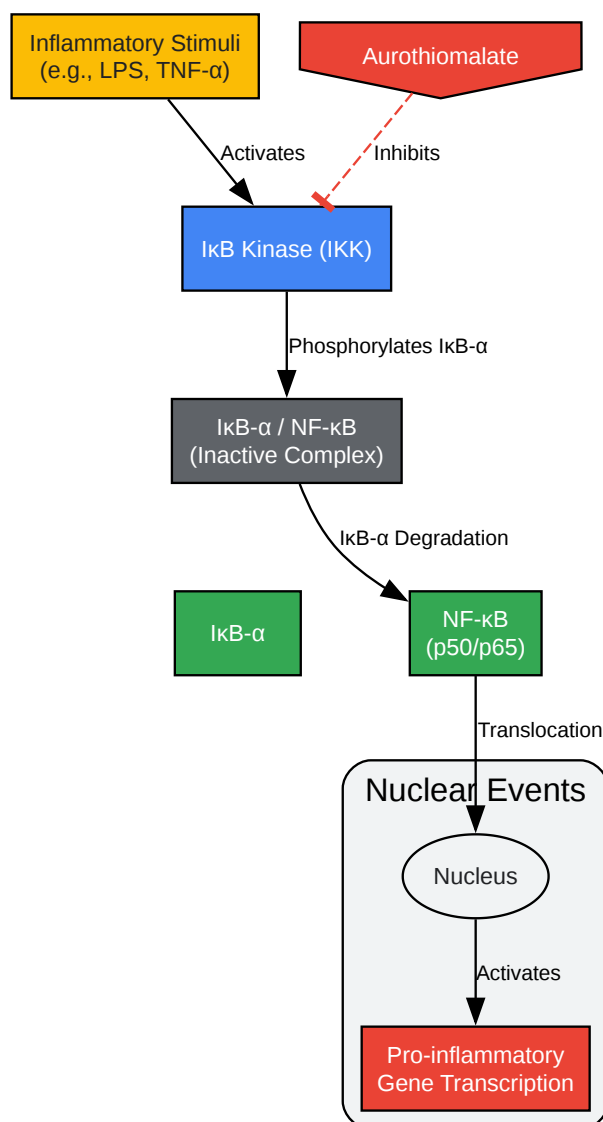 Inflammatory Stimuli
(e.g., LPS, TNF-α)
Aurothiomalate
Activates
Inhibits
IκB Kinase (IKK)
Phosphorylates IκB-α
IκB-α / NF-κB
(Inactive Complex)
IκB-α Degradation
IκB-α
NF-κB
(p50/p65)
Translocation
Nuclear Events
Nucleus
Activates
Pro-inflammatory
Gene Transcription